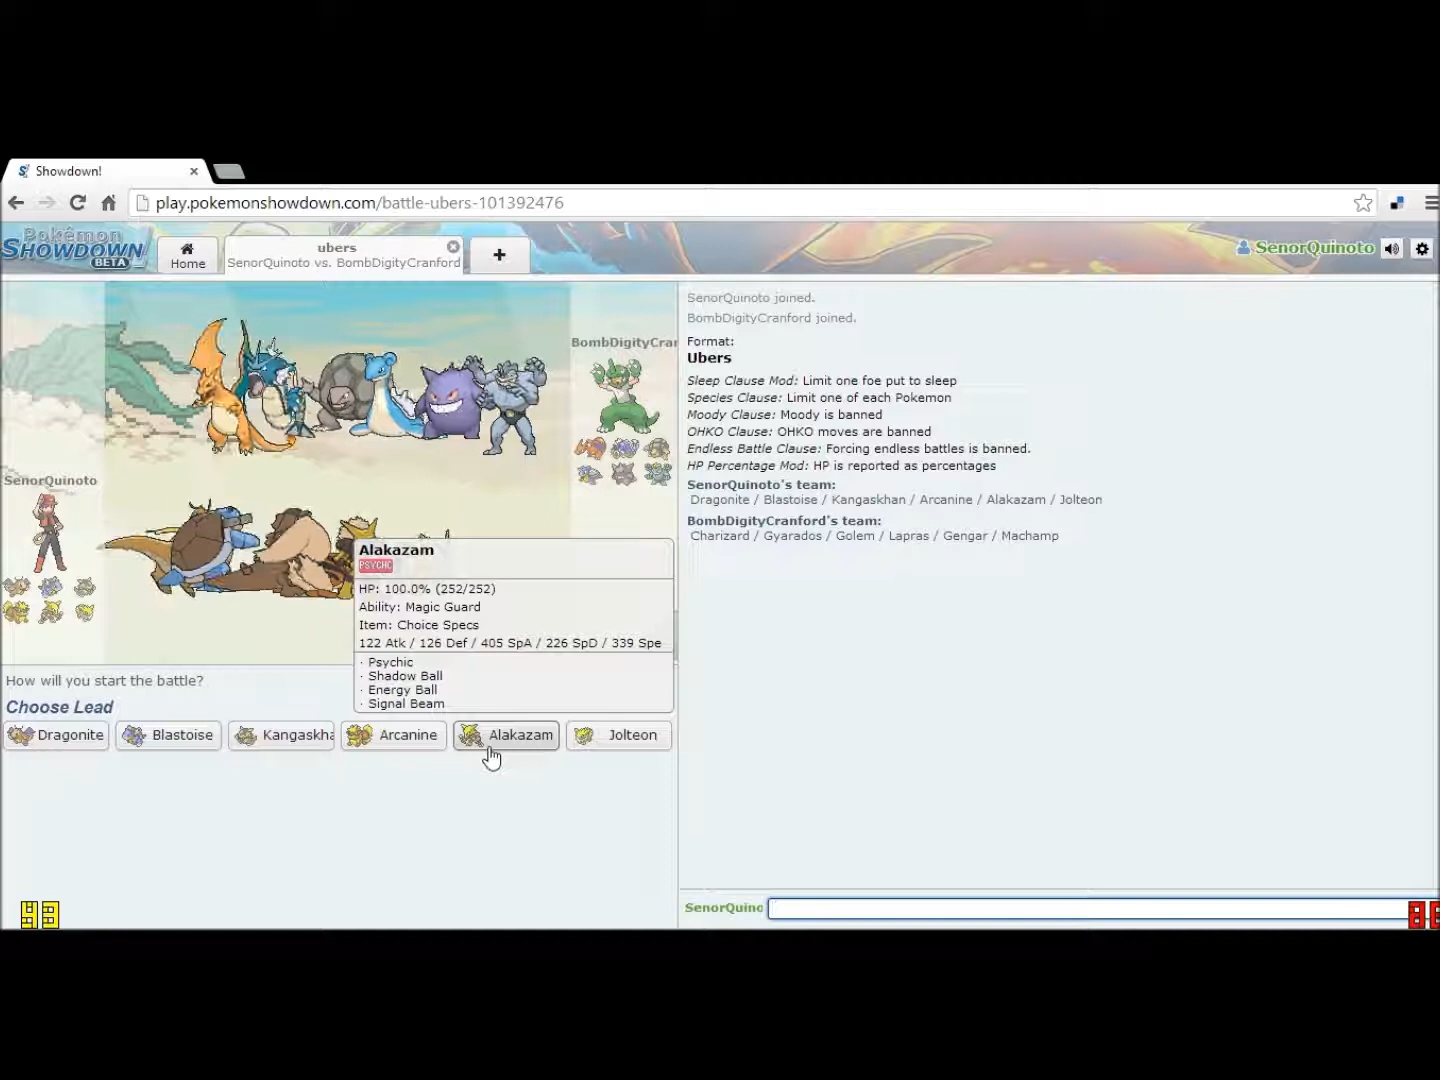 Showdown!
play.pokemonshowdown.com/battle-ubers-101392476
Pokémon
SHOWDOWN
BETA
Home
ubers
SenorQuinoto vs. BombDigityCranford
SenorQuinoto
BombDigityCran
SenorQuinoto
How will you start the battle?
Choose Lead
Dragonite
Blastoise
Kangaskha
Arcanine
Alakazam
Jolteon
Alakazam
PSYCHC
HP: 100.0% (252/252)
Ability: Magic Guard
Item: Choice Specs
122 Atk / 126 Def / 405 SpA / 226 SpD / 339 Spe
· Psychic
· Shadow Ball
· Energy Ball
· Signal Beam
SenorQuinoto joined.
BombDigityCranford joined.
Format:
Ubers
Sleep Clause Mod: Limit one foe put to sleep
Species Clause: Limit one of each Pokemon
Moody Clause: Moody is banned
OHKO Clause: OHKO moves are banned
Endless Battle Clause: Forcing endless battles is banned.
HP Percentage Mod: HP is reported as percentages
SenorQuinoto's team:
Dragonite / Blastoise / Kangaskhan / Arcanine / Alakazam / Jolteon
BombDigityCranford's team:
Charizard / Gyarados / Golem / Lapras / Gengar / Machamp
SenorQuino